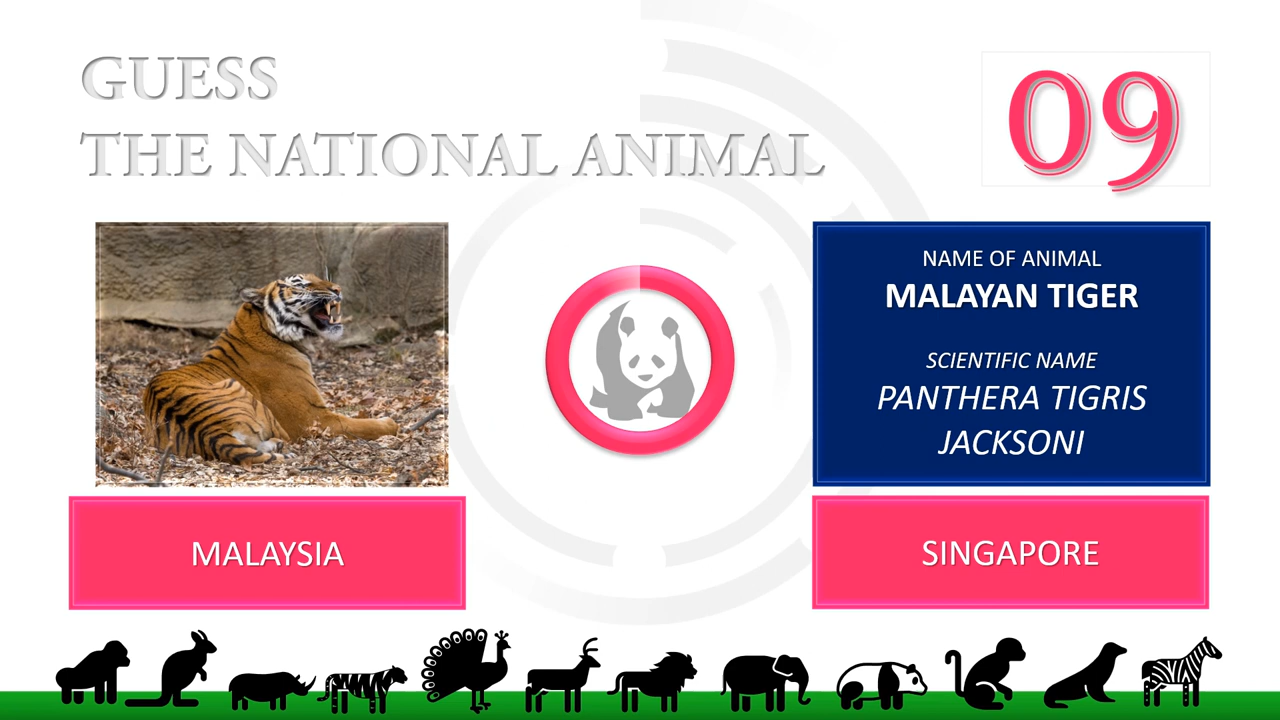 GUESS
THE NATIONAL ANIMAL
09
NAME OF ANIMAL
MALAYAN TIGER
SCIENTIFIC NAME
PANTHERA TIGRIS
JACKSONI
MALAYSIA
SINGAPORE